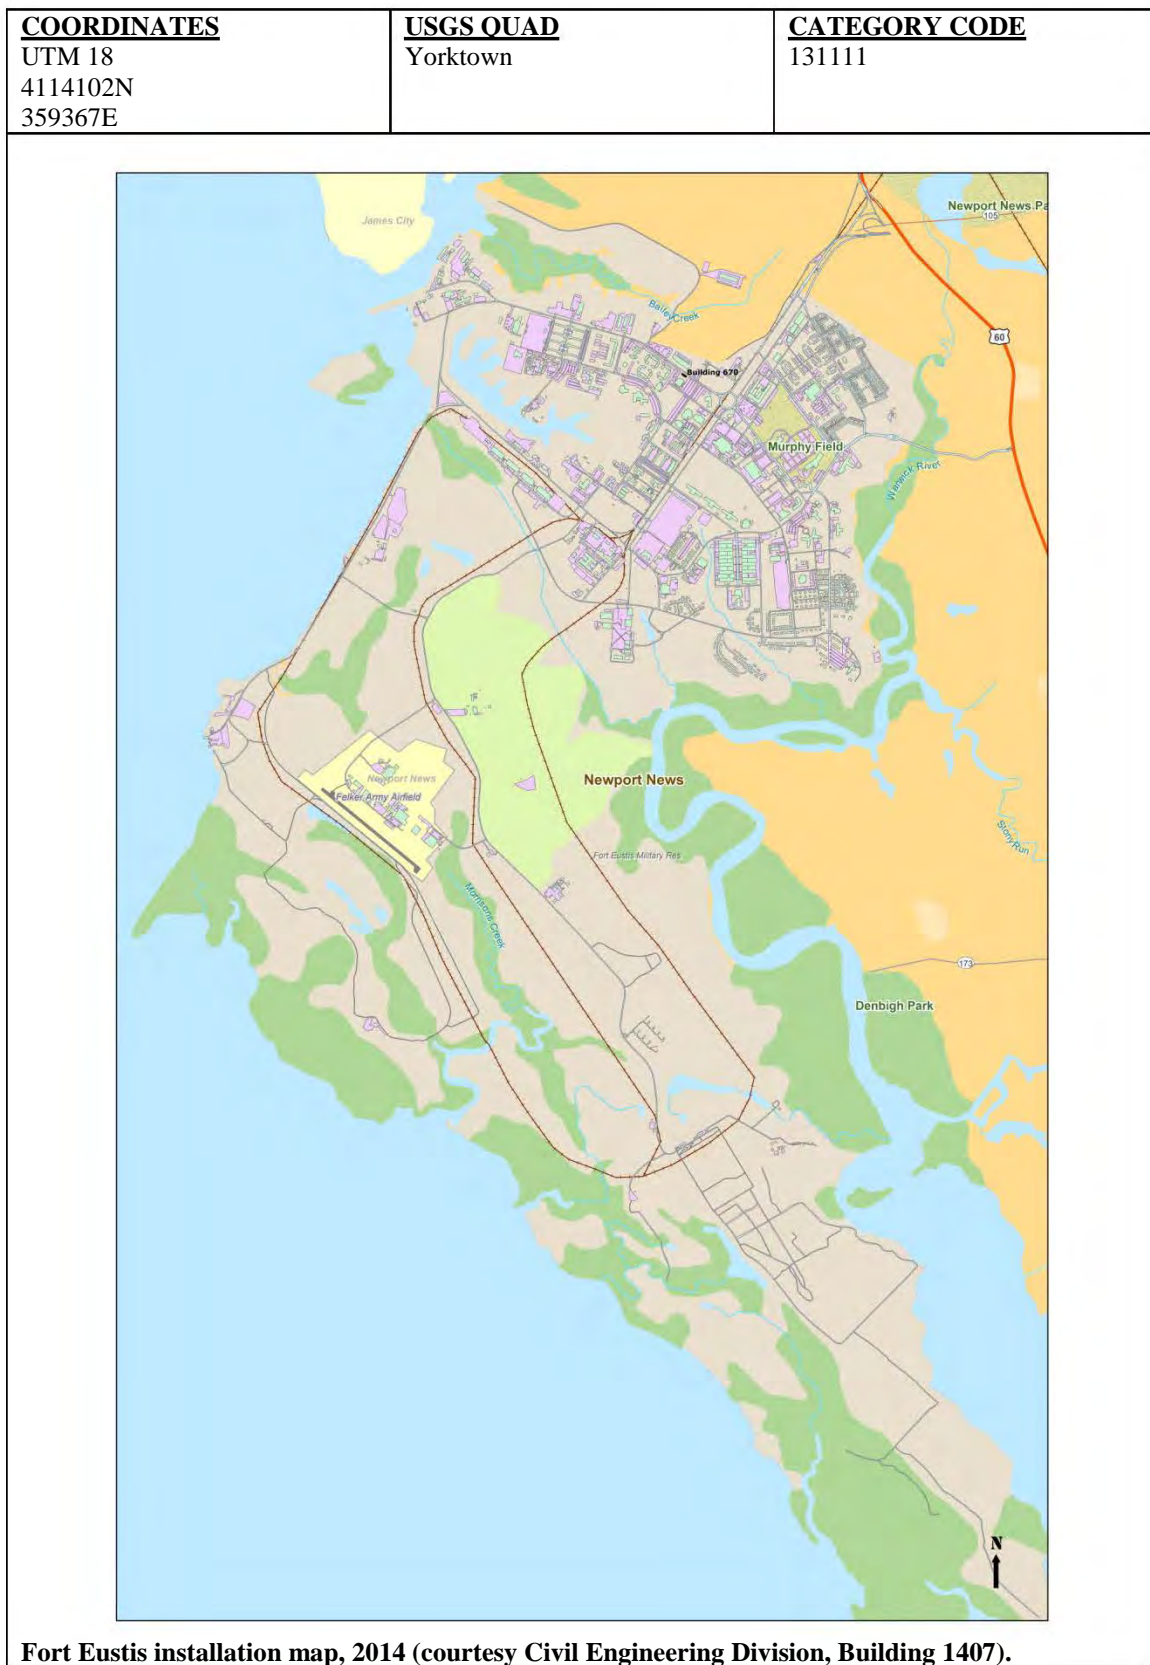 COORDINATES
UTM 18
4114102N
359367E
USGS QUAD
Yorktown
CATEGORY CODE
131111
James City
Newport News Pa
105
Bailey Creek
60
Building 670
Murphy Field
Warwick River
Newport News
Felker Army Airfield
Newport News
Fort Eustis Military Res
Stony Run
Morrisons Creek
173
Denbigh Park
N
Fort Eustis installation map, 2014 (courtesy Civil Engineering Division, Building 1407).